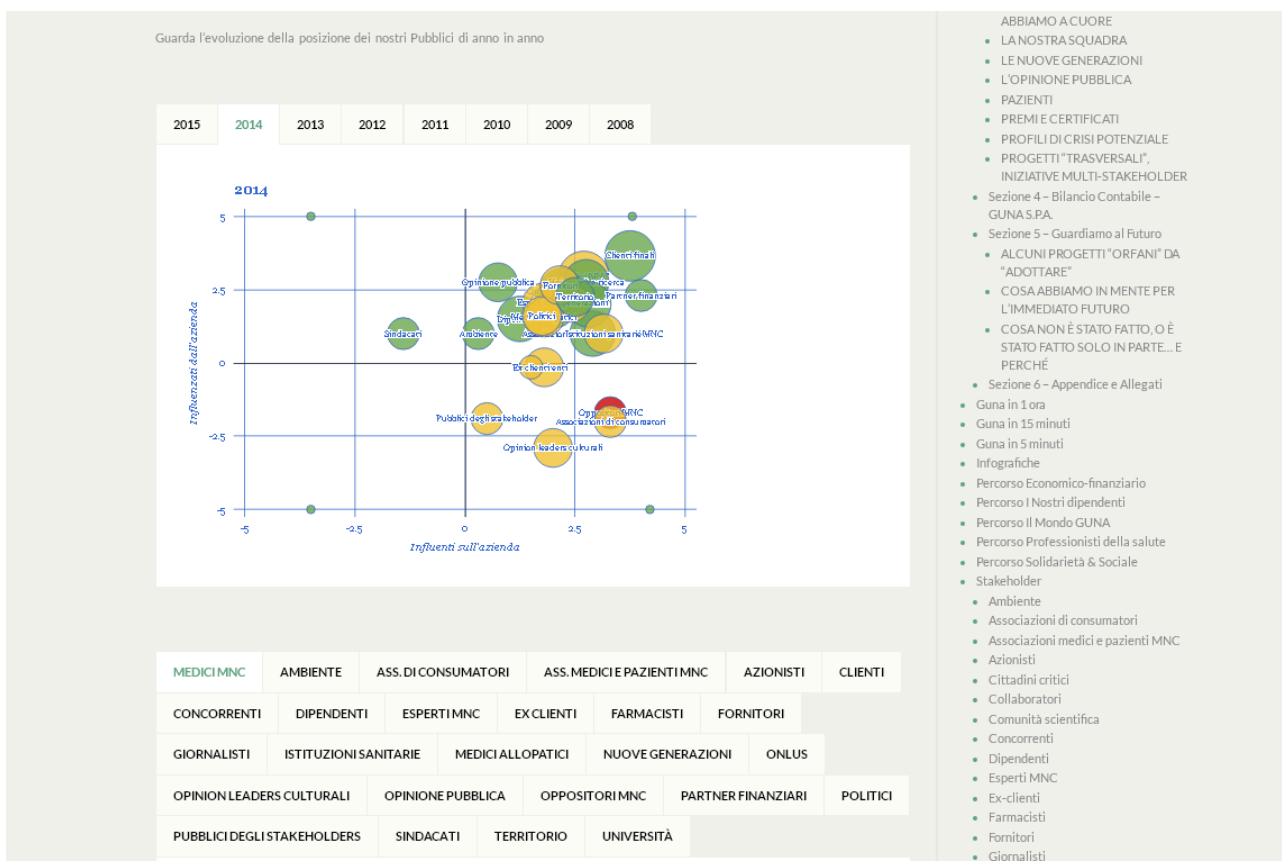 Guarda l'evoluzione della posizione dei nostri Pubblici di anno in anno
2015
2014
2013
2012
2011
2010
2009
2008
2014
5
2.5
0
-2.5
-5
Influenzati dall'azienda
Clienti finali
Opinione pubblica
Partner finanziari
Territorio
Politici
Sindacati
Ambiente
Ex clienti
Pubblici degli stakeholder
Associazioni di consumatori
Opinion leaders culturali
-5
-2.5
0
2.5
5
Influenti sull'azienda
MEDICI MNC
AMBIENTE
ASS. DI CONSUMATORI
ASS. MEDICI E PAZIENTI MNC
AZIONISTI
CLIENTI
CONCORRENTI
DIPENDENTI
ESPERTI MNC
EX CLIENTI
FARMACISTI
FORNITORI
GIORNALISTI
ISTITUZIONI SANITARIE
MEDICI ALLOPATICI
NUOVE GENERAZIONI
ONLUS
OPINION LEADERS CULTURALI
OPINIONE PUBBLICA
OPPOSITORI MNC
PARTNER FINANZIARI
POLITICI
PUBBLICI DEGLI STAKEHOLDERS
SINDACATI
TERRITORIO
UNIVERSITÀ
ABBIAMO A CUORE
LA NOSTRA SQUADRA
LE NUOVE GENERAZIONI
L'OPINIONE PUBBLICA
PAZIENTI
PREMI E CERTIFICATI
PROFILI DI CRISI POTENZIALE
PROGETTI "TRASVERSALI",
INIZIATIVE MULTI-STAKEHOLDER
Sezione 4 – Bilancio Contabile –
GUNA S.P.A.
Sezione 5 – Guardiamo al Futuro
ALCUNI PROGETTI "ORFANI" DA
"ADOTTARE"
COSA ABBIAMO IN MENTE PER
L'IMMEDIATO FUTURO
COSA NON È STATO FATTO, O È
STATO FATTO SOLO IN PARTE... E
PERCHÉ
Sezione 6 – Appendice e Allegati
Guna in 1 ora
Guna in 15 minuti
Guna in 5 minuti
Infografiche
Percorso Economico-finanziario
Percorso I Nostri dipendenti
Percorso Il Mondo GUNA
Percorso Professionisti della salute
Percorso Solidarietà & Sociale
Stakeholder
Ambiente
Associazioni di consumatori
Associazioni medici e pazienti MNC
Azionisti
Cittadini critici
Collaboratori
Comunità scientifica
Concorrenti
Dipendenti
Esperti MNC
Ex-clienti
Farmacisti
Fornitori
Giornalisti